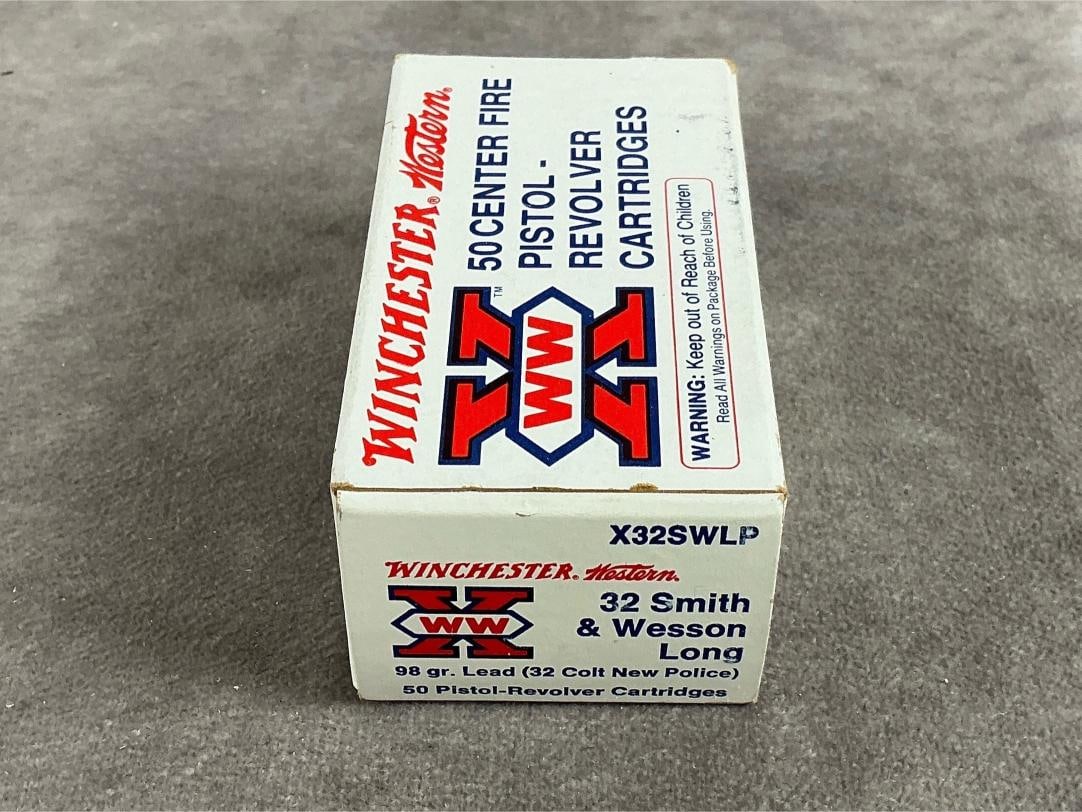 WINCHESTER® Western®
50 CENTER FIRE
PISTOL -
REVOLVER
CARTRIDGES
WW
TM
WARNING: Keep out of Reach of Children
Read All Warnings on Package Before Using.
X32SWLP
WINCHESTER® Western®
WW
32 Smith
& Wesson
Long
98 gr. Lead (32 Colt New Police)
50 Pistol-Revolver Cartridges